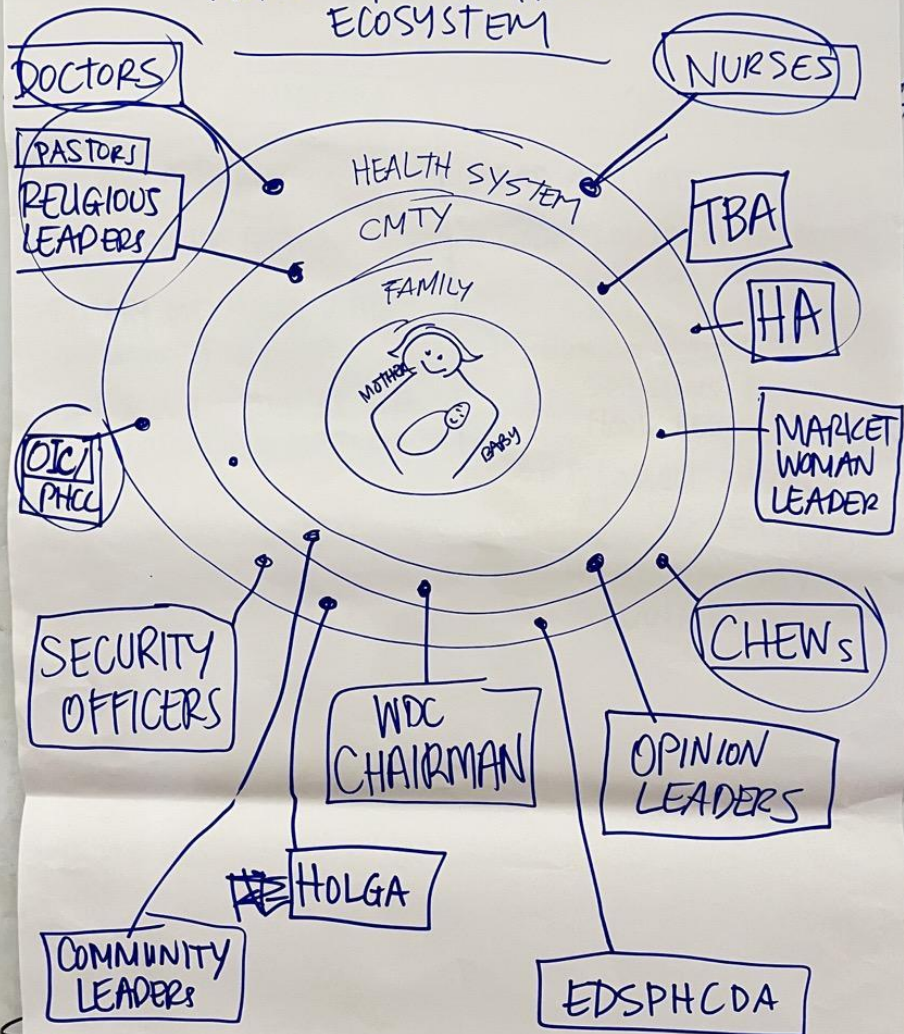 ECOSYSTEM
DOCTORS
NURSES
PASTORS
RELIGIOUS
LEADERS
HEALTH SYSTEM
CMTY
FAMILY
MOTHER
BABY
TBA
HA
MARKET
WOMAN
LEADER
OIC/
PHCC
CHEWs
SECURITY
OFFICERS
WDC
CHAIRMAN
OPINION
LEADERS
HOLGA
COMMUNITY
LEADERS
EDSPHCDA